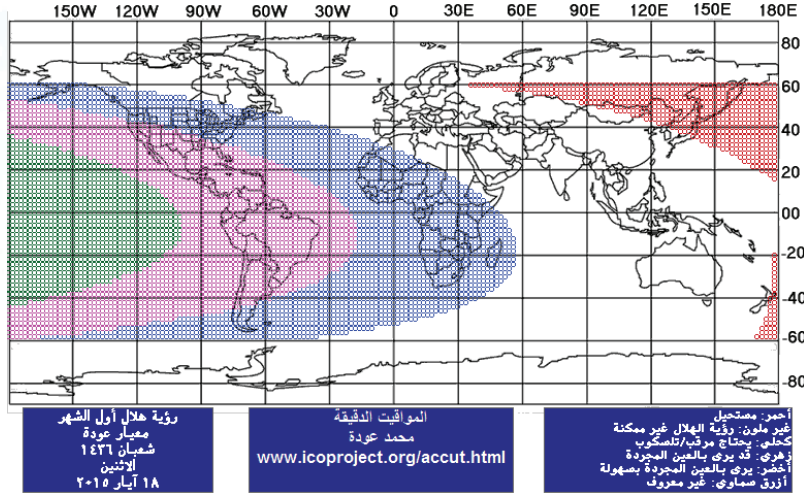 150W 120W 90W 60W 30W 0 30E 60E 90E 120E 150E 180E
80
60
40
20
00
-20
-40
-60
-80
رؤية هلال أول الشهر
معيار عودة
شعبان ١٤٣٦
الاثنين
١٨ أيار ٢٠١٥
المواقيت الدقيقة
محمد عودة
www.icoproject.org/accut.html
أحمر: مستحيل
غير ملون: رؤية الهلال غير ممكنة
كحلي: يحتاج مرقب/تلسكوب
زهري: قد يرى بالعين المجردة
أخضر: يرى بالعين المجردة بسهولة
أزرق سماوي: غير معروف